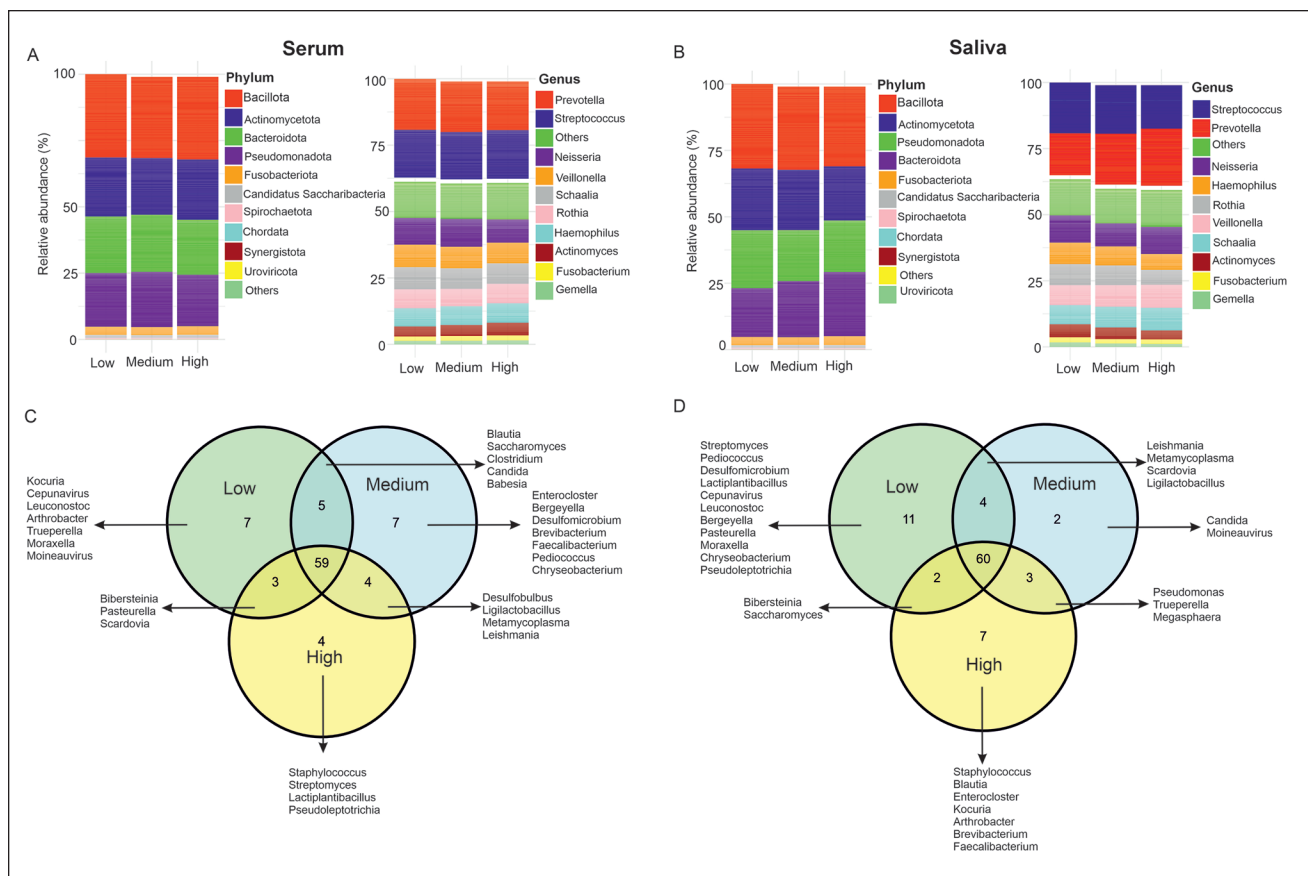 A
Serum
100
75
50
25
0
Relative abundance (%)
Low
Medium
High
Phylum
Bacillota
Actinomycetota
Bacteroidota
Pseudomonadota
Fusobacteriota
Candidatus Saccharibacteria
Spirochaetota
Chordata
Synergistota
Uroviricota
Others
100
75
50
25
0
Low
Medium
High
Genus
Prevotella
Streptococcus
Others
Neisseria
Veillonella
Schaalia
Rothia
Haemophilus
Actinomyces
Fusobacterium
Gemella
B
Saliva
100
75
50
25
0
Relative abundance (%)
Low
Medium
High
Phylum
Bacillota
Actinomycetota
Pseudomonadota
Bacteroidota
Fusobacteriota
Candidatus Saccharibacteria
Spirochaetota
Chordata
Synergistota
Others
Uroviricota
100
75
50
25
0
Low
Medium
High
Genus
Streptococcus
Prevotella
Others
Neisseria
Haemophilus
Rothia
Veillonella
Schaalia
Actinomyces
Fusobacterium
Gemella
C
Kocuria
Cepunavirus
Leuconostoc
Arthrobacter
Trueperella
Moraxella
Moineauvirus
Low
7
5
Medium
7
59
3
4
4
High
Blautia
Saccharomyces
Clostridium
Candida
Babesia
Enterocloster
Bergeyella
Desulfomicrobium
Brevibacterium
Faecalibacterium
Pediococcus
Chryseobacterium
Bibersteinia
Pasteurella
Scardovia
Desulfobulbus
Ligilactobacillus
Metamycoplasma
Leishmania
Staphylococcus
Streptomyces
Lactiplantibacillus
Pseudoleptotrichia
D
Streptomyces
Pediococcus
Desulfomicrobium
Lactiplantibacillus
Cepunavirus
Leuconostoc
Bergeyella
Pasteurella
Moraxella
Chryseobacterium
Pseudoleptotrichia
Low
11
4
Medium
2
60
2
3
7
High
Leishmania
Metamycoplasma
Scardovia
Ligilactobacillus
Candida
Moineauvirus
Bibersteinia
Saccharomyces
Pseudomonas
Trueperella
Megasphaera
Staphylococcus
Blautia
Enterocloster
Kocuria
Arthrobacter
Brevibacterium
Faecalibacterium